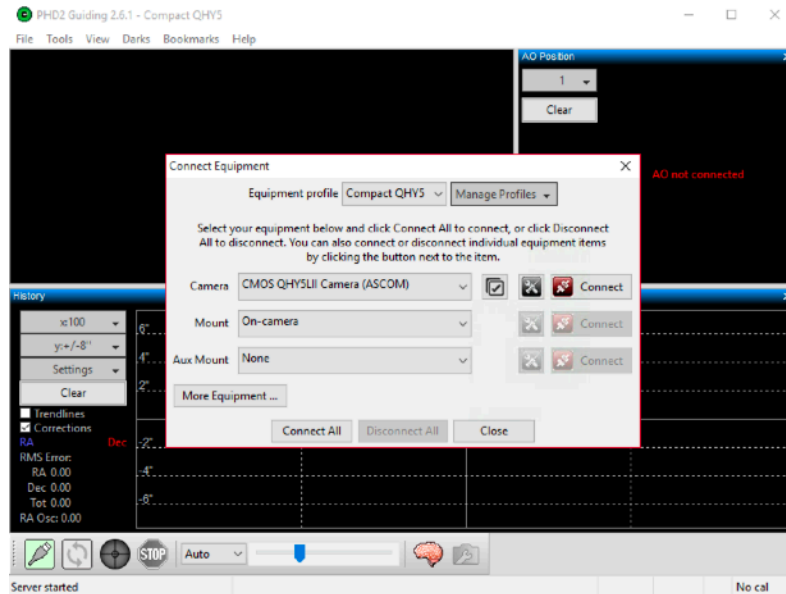 PHD2 Guiding 2.6.1 - Compact QHY5
File Tools View Darks Bookmarks Help
AO Position
1
Clear
AO not connected
Connect Equipment
Equipment profile Compact QHY5 Manage Profiles
Select your equipment below and click Connect All to connect, or click Disconnect
All to disconnect. You can also connect or disconnect individual equipment items
by clicking the button next to the item.
Camera CMOS QHY5LII Camera (ASCOM) Connect
Mount On-camera Connect
Aux Mount None Connect
More Equipment ...
Connect All Disconnect All Close
History
x:100
y:+/-8"
Settings
Clear
Trendlines
Corrections
RA Dec
RMS Error:
RA 0.00
Dec 0.00
Tot 0.00
RA Osc: 0.00
6"
4"
2"
-2"
-4"
-6"
STOP Auto
Server started No cal